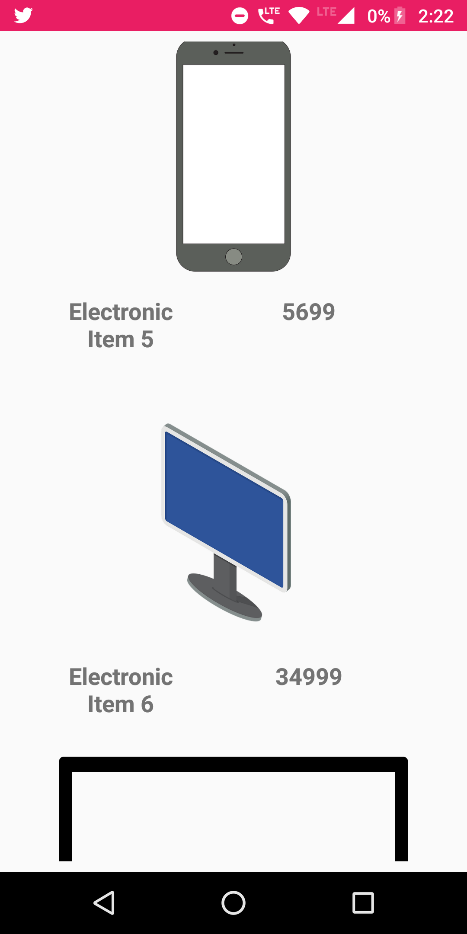 LTE LTE 0% 2:22
Electronic 5699
Item 5
Electronic 34999
Item 6